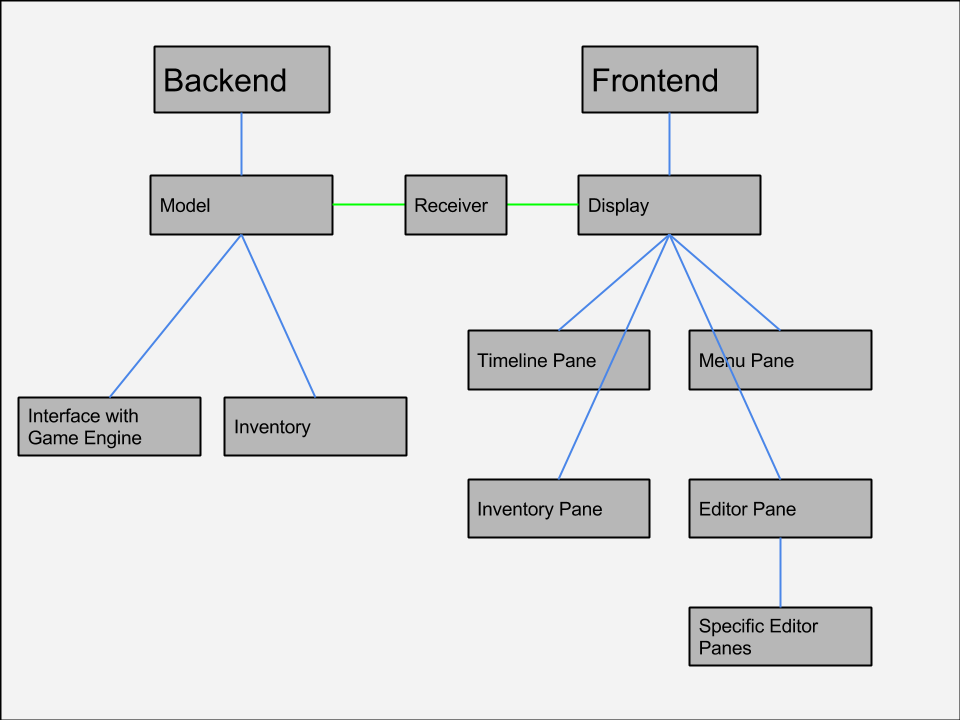 Backend
Frontend
Model
Receiver
Display
Timeline Pane
Menu Pane
Interface with
Game Engine
Inventory
Inventory Pane
Editor Pane
Specific Editor
Panes